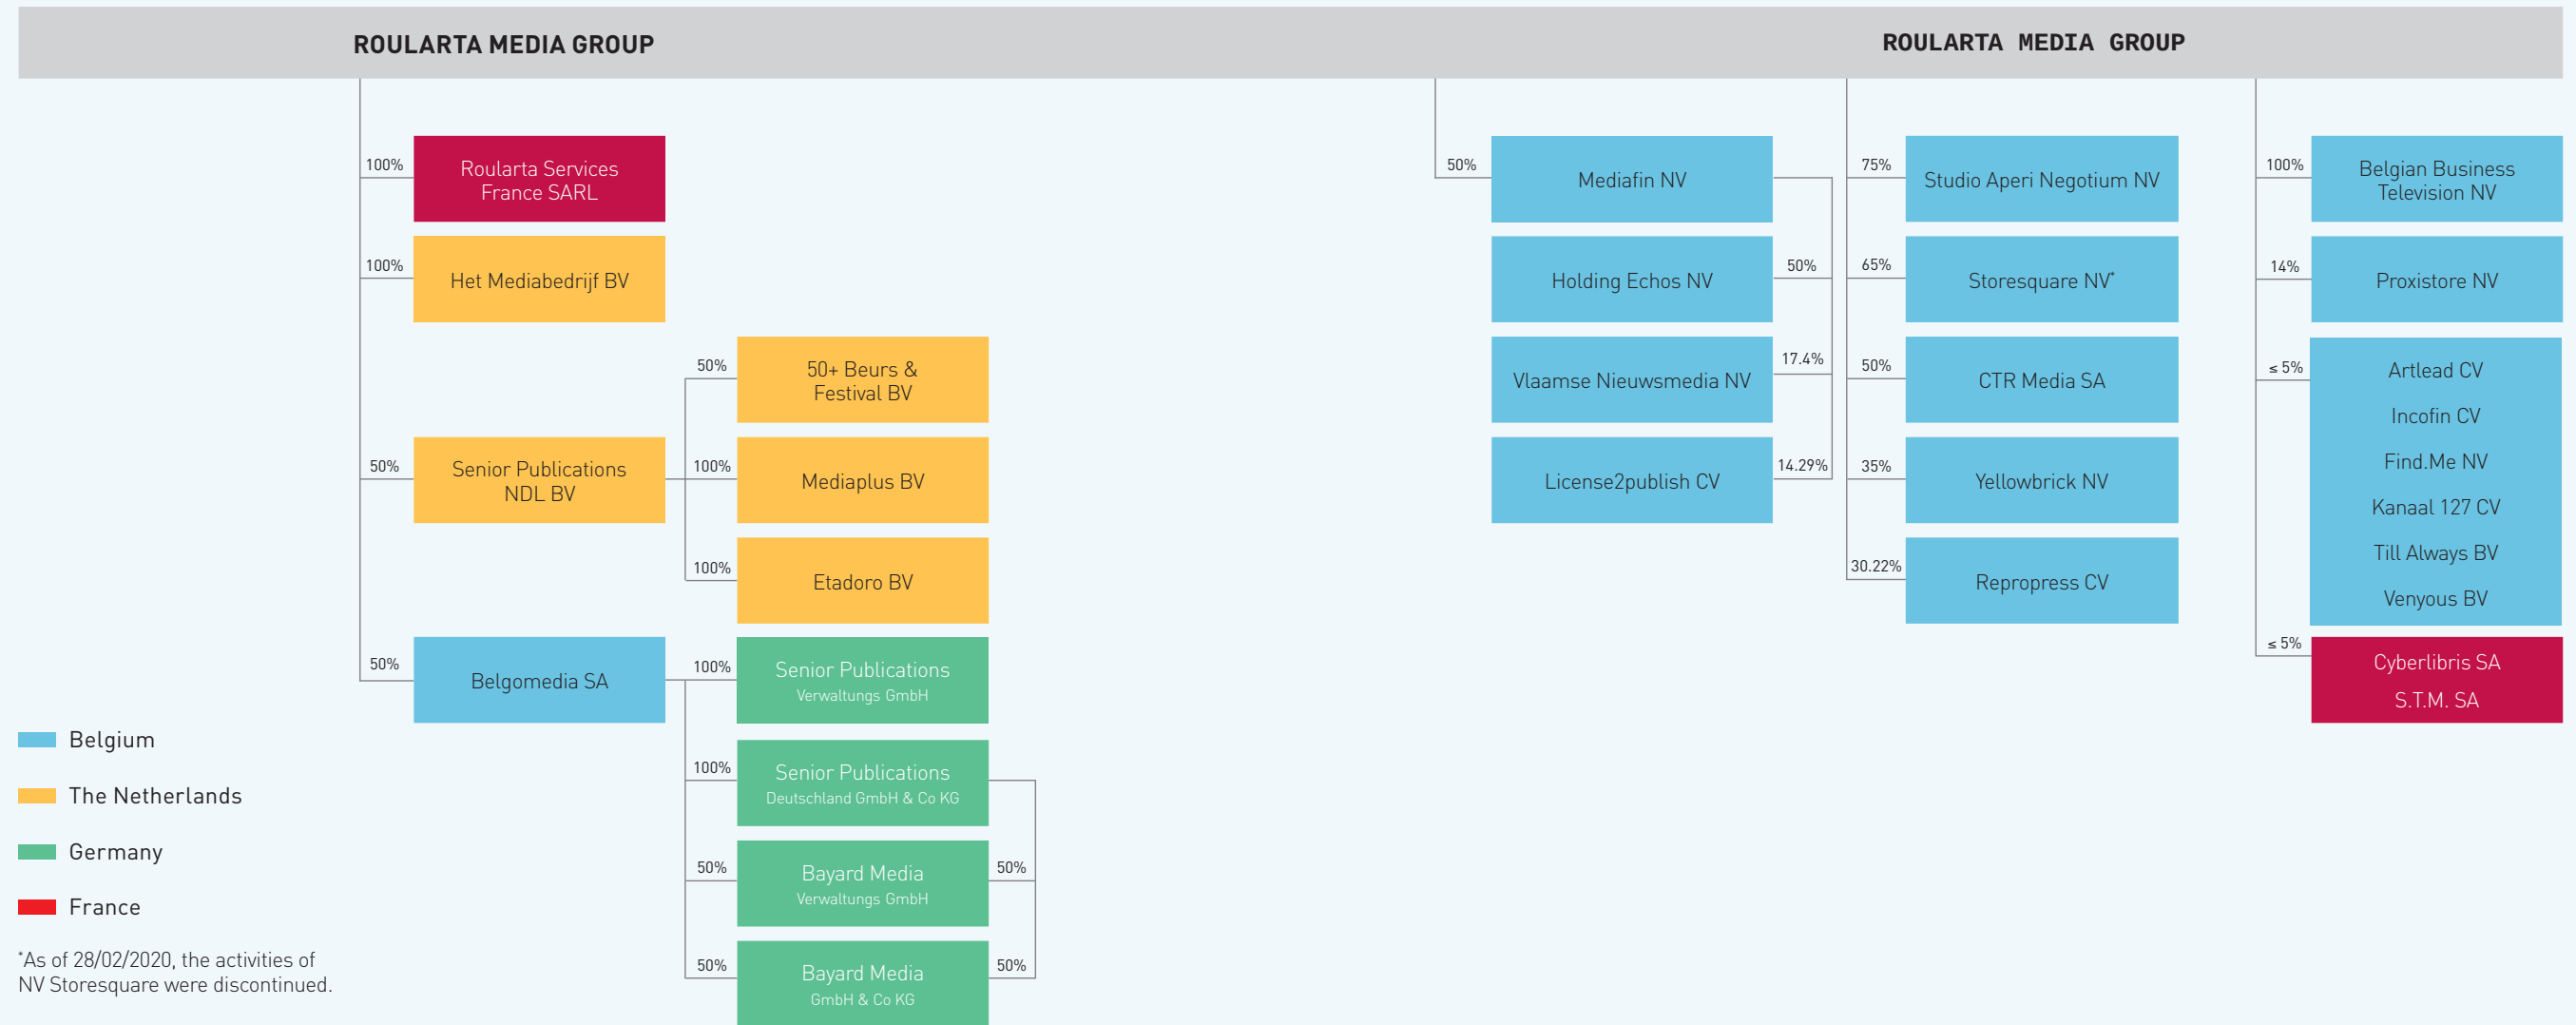 ROULARTA MEDIA GROUP
ROULARTA MEDIA GROUP
100%
Roularta Services
France SARL
100%
Het Mediabedrijf BV
50%
Senior Publications
NDL BV
50%
50+ Beurs &
Festival BV
100%
Mediaplus BV
100%
Etadoro BV
50%
Belgomedia SA
100%
Senior Publications
Verwaltungs GmbH
100%
Senior Publications
Deutschland GmbH & Co KG
50%
Bayard Media
Verwaltungs GmbH
50%
50%
Bayard Media
GmbH & Co KG
50%
50%
Mediafin NV
Holding Echos NV
50%
Vlaamse Nieuwsmedia NV
17.4%
License2publish CV
14.29%
75%
Studio Aperi Negotium NV
65%
Storesquare NV*
50%
CTR Media SA
35%
Yellowbrick NV
30.22%
Repropress CV
100%
Belgian Business
Television NV
14%
Proxistore NV
≤ 5%
Artlead CV
Incofin CV
Find.Me NV
Kanaal 127 CV
Till Always BV
Venyous BV
≤ 5%
Cyberlibris SA
S.T.M. SA
Belgium
The Netherlands
Germany
France
*As of 28/02/2020, the activities of
NV Storesquare were discontinued.